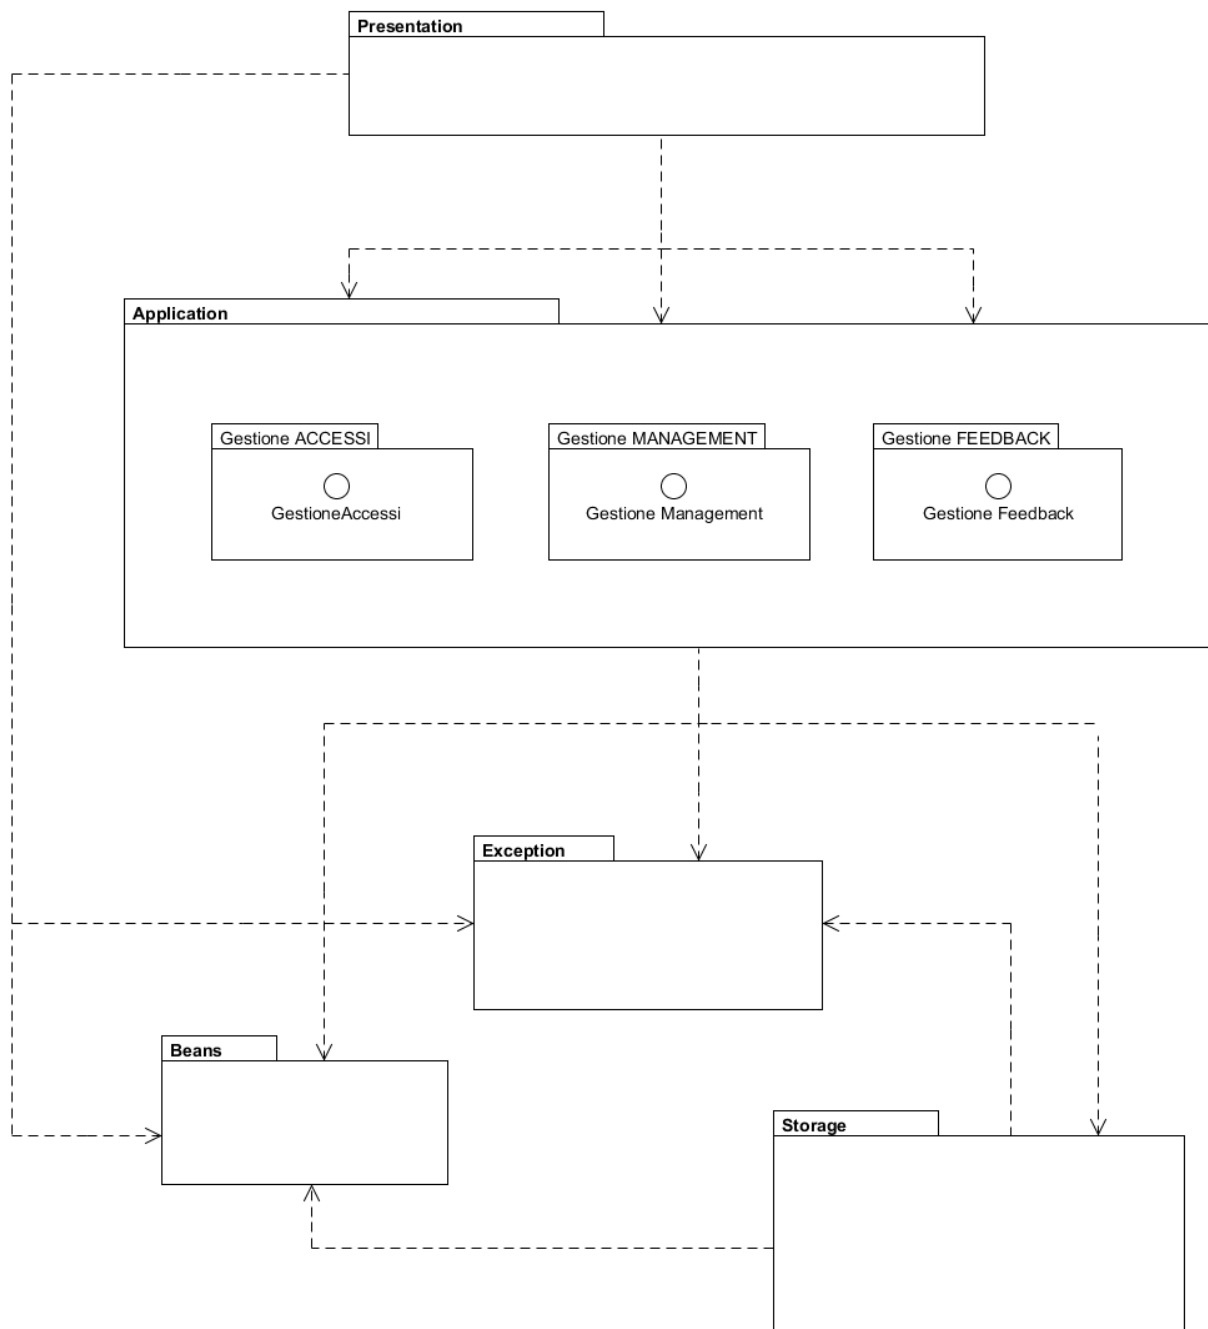 Presentation
Application
Gestione ACCESSI
GestioneAccessi
Gestione MANAGEMENT
Gestione Management
Gestione FEEDBACK
Gestione Feedback
Exception
Beans
Storage